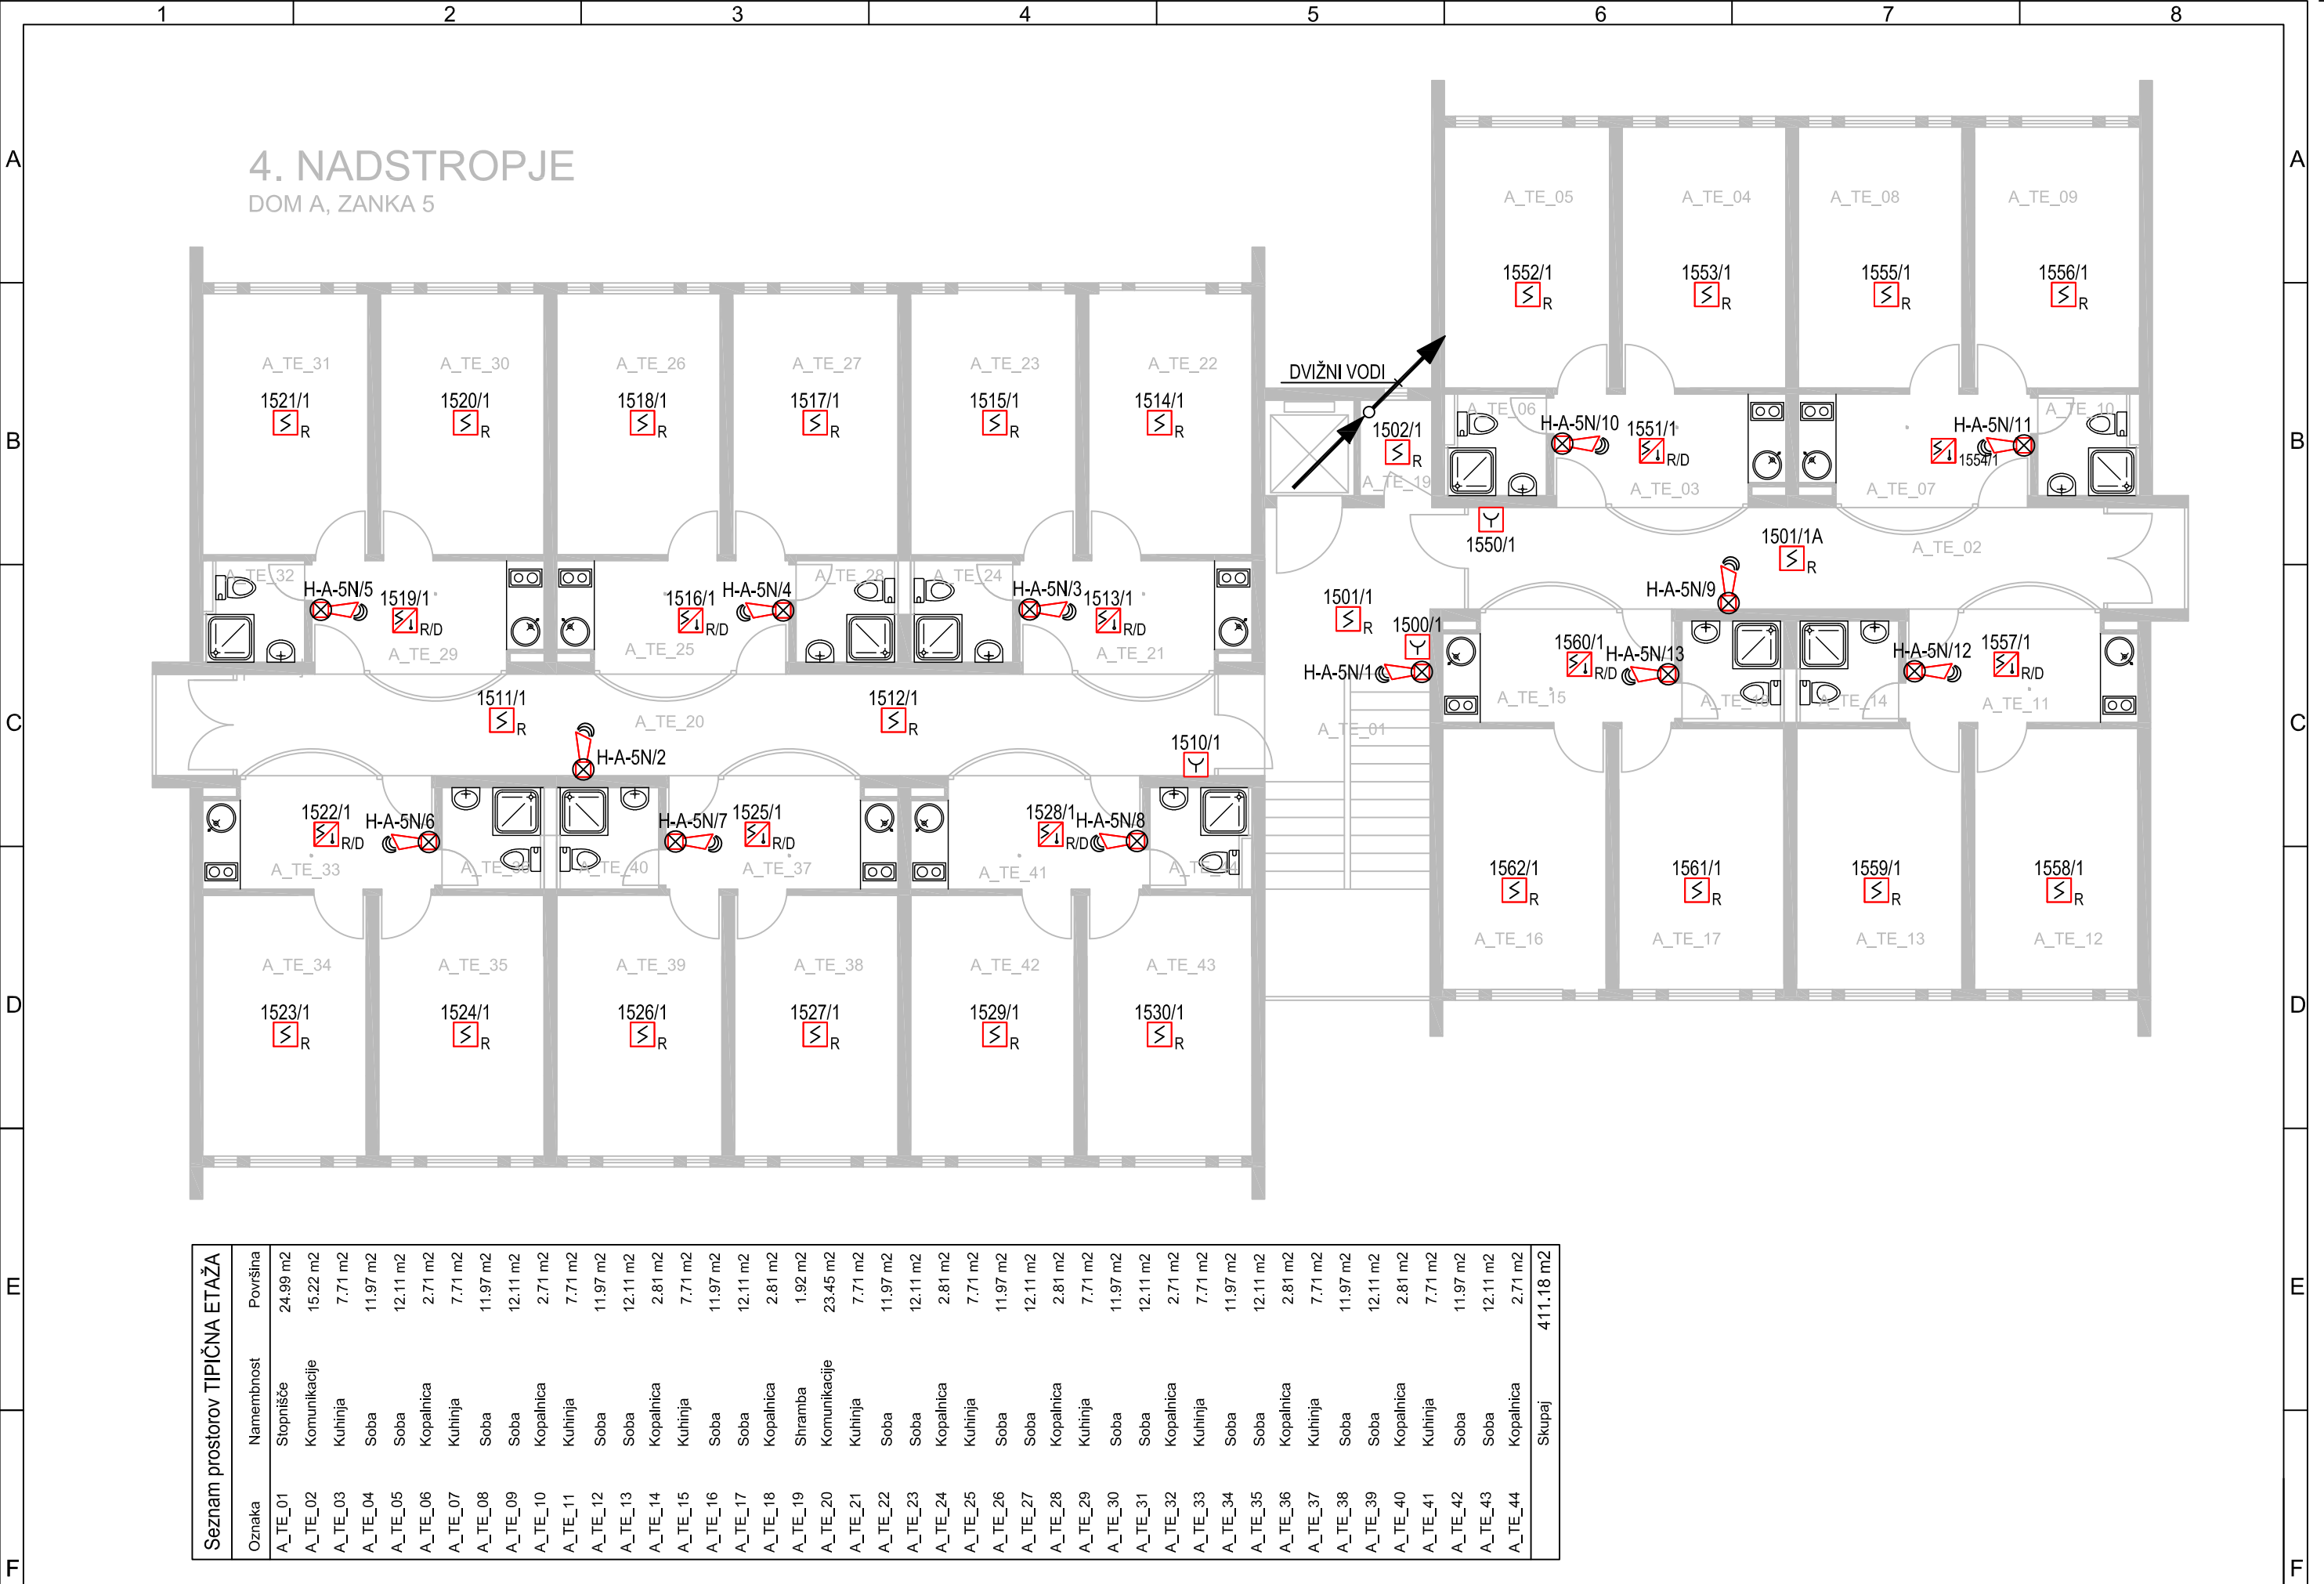 1 2 3 4 5 6 7 8
A A
4. NADSTROPJE
DOM A, ZANKA 5
A_TE_05 A_TE_04 A_TE_08 A_TE_09
1552/1 1553/1 1555/1 1556/1
R R R R
A_TE_31 A_TE_30 A_TE_26 A_TE_27 A_TE_23 A_TE_22
DVIŽNI VODI
1521/1 1520/1 1518/1 1517/1 1515/1 1514/1
R R R R R R
A_TE_06 A_TE_10
1502/1 H-A-5N/10 1551/1 H-A-5N/11
B B
R R/D 1554/1
A_TE_19 A_TE_03 A_TE_07
1550/1 1501/1A A_TE_02
R
A_TE_32 A_TE_28 A_TE_24
H-A-5N/5 1519/1 1516/1 H-A-5N/4 H-A-5N/3 1513/1 1501/1 H-A-5N/9
R/D R/D R/D R 1500/1
A_TE_29 A_TE_25 A_TE_21
1560/1 H-A-5N/13 H-A-5N/12 1557/1
H-A-5N/1 R/D R/D
A_TE_15 A_TE_18 A_TE_14 A_TE_11
1511/1 A_TE_20 1512/1 A_TE_01
C R R C
1510/1
H-A-5N/2
1522/1 H-A-5N/6 H-A-5N/7 1525/1 1528/1 H-A-5N/8
R/D R/D R/D
A_TE_33 A_TE_36 A_TE_40 A_TE_37 A_TE_41 A_TE_44
1562/1 1561/1 1559/1 1558/1
R R R R
A_TE_16 A_TE_17 A_TE_13 A_TE_12
A_TE_34 A_TE_35 A_TE_39 A_TE_38 A_TE_42 A_TE_43
D D
1523/1 1524/1 1526/1 1527/1 1529/1 1530/1
R R R R R R
E E
Seznam prostorov TIPIČNA ETAŽA
Oznaka Namembnost Površina
A_TE_01 Stopnišče 24.99 m2
A_TE_02 Komunikacije 15.22 m2
A_TE_03 Kuhinja 7.71 m2
A_TE_04 Soba 11.97 m2
A_TE_05 Soba 12.11 m2
A_TE_06 Kopalnica 2.71 m2
A_TE_07 Kuhinja 7.71 m2
A_TE_08 Soba 11.97 m2
A_TE_09 Soba 12.11 m2
A_TE_10 Kopalnica 2.71 m2
A_TE_11 Kuhinja 7.71 m2
A_TE_12 Soba 11.97 m2
A_TE_13 Soba 12.11 m2
A_TE_14 Kopalnica 2.81 m2
A_TE_15 Kuhinja 7.71 m2
A_TE_16 Soba 11.97 m2
A_TE_17 Soba 12.11 m2
A_TE_18 Kopalnica 2.81 m2
A_TE_19 Shramba 1.92 m2
A_TE_20 Komunikacije 23.45 m2
A_TE_21 Kuhinja 7.71 m2
A_TE_22 Soba 11.97 m2
A_TE_23 Soba 12.11 m2
A_TE_24 Kopalnica 2.81 m2
A_TE_25 Kuhinja 7.71 m2
A_TE_26 Soba 11.97 m2
A_TE_27 Soba 12.11 m2
A_TE_28 Kopalnica 2.81 m2
A_TE_29 Kuhinja 7.71 m2
A_TE_30 Soba 11.97 m2
A_TE_31 Soba 12.11 m2
A_TE_32 Kopalnica 2.71 m2
A_TE_33 Kuhinja 7.71 m2
A_TE_34 Soba 11.97 m2
A_TE_35 Soba 12.11 m2
A_TE_36 Kopalnica 2.81 m2
A_TE_37 Kuhinja 7.71 m2
A_TE_38 Soba 11.97 m2
A_TE_39 Soba 12.11 m2
A_TE_40 Kopalnica 2.81 m2
A_TE_41 Kuhinja 7.71 m2
A_TE_42 Soba 11.97 m2
A_TE_43 Soba 12.11 m2
A_TE_44 Kopalnica 2.71 m2
Skupaj 411.18 m2
F F